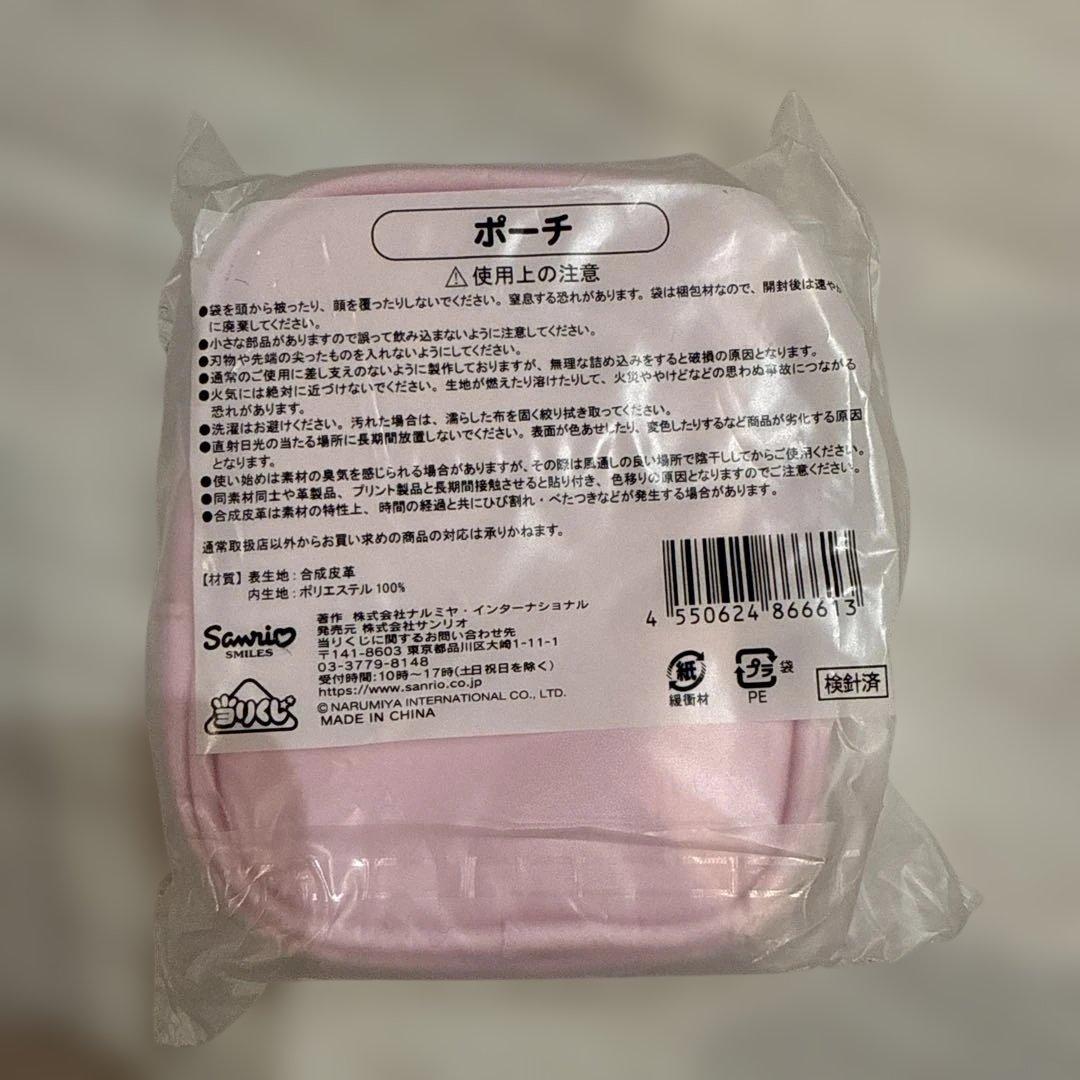 ポーチ
⚠使用上の注意
●袋を頭から被ったり、顔を覆ったりしないでください。窒息する恐れがあります。袋は梱包材なので、開封後は速やか
に廃棄してください。
●小さな部品がありますので誤って飲み込まないように注意してください。
●刃物や先端の尖ったものを入れないようにしてください。
●通常のご使用に差し支えのないように製作しておりますが、無理な詰め込みをすると破損の原因となります。
●火気には絶対に近づけないでください。生地が燃えたり溶けたりして、火災ややけどなどの思わぬ事故につながる
恐れがあります。
●洗濯はお避けください。汚れた場合は、濡らした布を固く絞り拭き取ってください。
●直射日光の当たる場所に長期間放置しないでください。表面が色あせしたり、変色したりするなど商品が劣化する原因
となります。
●使い始めは素材の臭気を感じられる場合がありますが、その際は風通しの良い場所で陰干ししてからご使用ください。
●同素材同士や革製品、プリント製品と長期間接触させると貼り付き、色移りの原因となりますのでご注意ください。
●合成皮革は素材の特性上、時間の経過と共にひび割れ・べたつきなどが発生する場合があります。
通常取扱店以外からお買い求めの商品の対応は承りかねます。
【材質】表生地：合成皮革
内生地：ポリエステル100%
著作 株式会社ナルミヤ・インターナショナル
発売元 株式会社サンリオ
当りくじに関するお問い合わせ先
〒141-8603 東京都品川区大崎1-11-1
03-3779-8148
受付時間:10時〜17時(土日祝日を除く)
https://www.sanrio.co.jp
©NARUMIYA INTERNATIONAL CO., LTD.
MADE IN CHINA
Sanrio
SMILES
当りくじ
4 550624 866613
紙
緩衝材
プラ 袋
PE
検針済